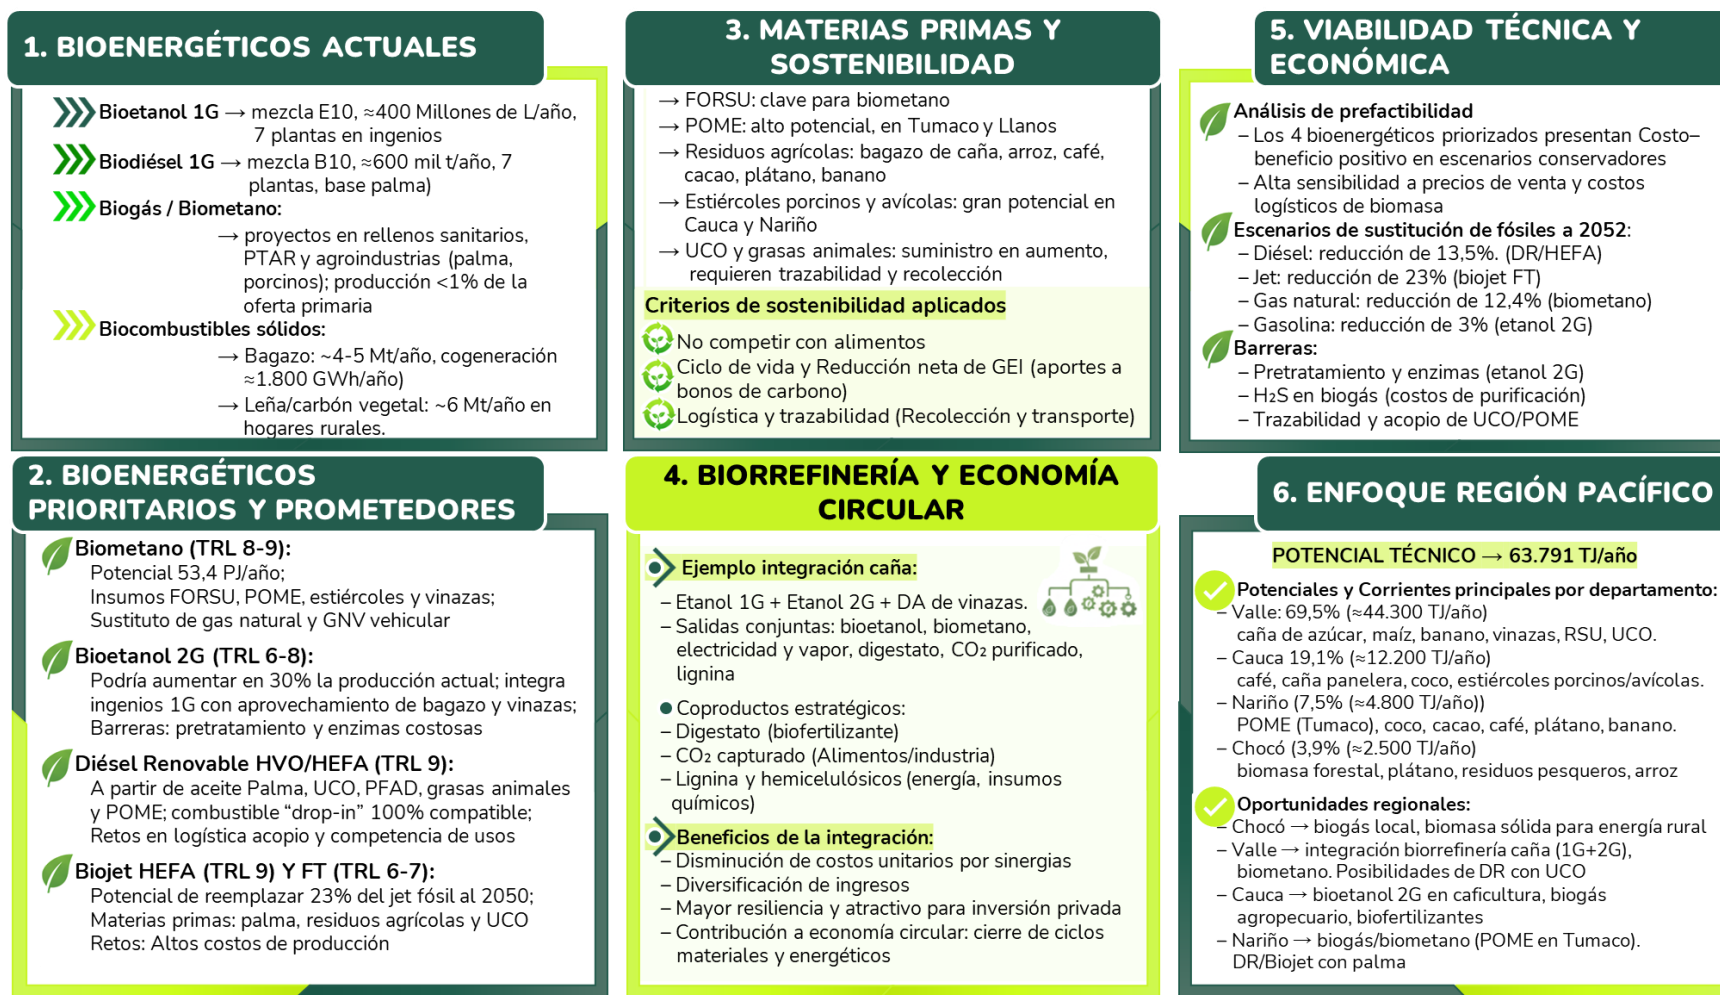 1. BIOENERGÉTICOS ACTUALES
Bioetanol 1G → mezcla E10, ≈400 Millones de L/año,
7 plantas en ingenios
Biodiésel 1G → mezcla B10, ≈600 mil t/año, 7
plantas, base palma)
Biogás / Biometano:
→ proyectos en rellenos sanitarios,
PTAR y agroindustrias (palma,
porcinos); producción <1% de la
oferta primaria
Biocombustibles sólidos:
→ Bagazo: ~4-5 Mt/año, cogeneración
≈1.800 GWh/año)
→ Leña/carbón vegetal: ~6 Mt/año en
hogares rurales.
2. BIOENERGÉTICOS
PRIORITARIOS Y PROMETEDORES
Biometano (TRL 8-9):
Potencial 53,4 PJ/año;
Insumos FORSU, POME, estiércoles y vinazas;
Sustituto de gas natural y GNV vehicular
Bioetanol 2G (TRL 6-8):
Podría aumentar en 30% la producción actual; integra
ingenios 1G con aprovechamiento de bagazo y vinazas;
Barreras: pretratamiento y enzimas costosas
Diésel Renovable HVO/HEFA (TRL 9):
A partir de aceite Palma, UCO, PFAD, grasas animales
y POME; combustible “drop-in” 100% compatible;
Retos en logística acopio y competencia de usos
Biojet HEFA (TRL 9) Y FT (TRL 6-7):
Potencial de reemplazar 23% del jet fósil al 2050;
Materias primas: palma, residuos agrícolas y UCO
Retos: Altos costos de producción
3. MATERIAS PRIMAS Y
SOSTENIBILIDAD
→ FORSU: clave para biometano
→ POME: alto potencial, en Tumaco y Llanos
→ Residuos agrícolas: bagazo de caña, arroz, café,
cacao, plátano, banano
→ Estiércoles porcinos y avícolas: gran potencial en
Cauca y Nariño
→ UCO y grasas animales: suministro en aumento,
requieren trazabilidad y recolección
Criterios de sostenibilidad aplicados
No competir con alimentos
Ciclo de vida y Reducción neta de GEI (aportes a
bonos de carbono)
Logística y trazabilidad (Recolección y transporte)
4. BIORREFINERÍA Y ECONOMÍA
CIRCULAR
Ejemplo integración caña:
– Etanol 1G + Etanol 2G + DA de vinazas.
– Salidas conjuntas: bioetanol, biometano,
electricidad y vapor, digestato, CO₂ purificado,
lignina
● Coproductos estratégicos:
– Digestato (biofertilizante)
– CO₂ capturado (Alimentos/industria)
– Lignina y hemicelulósicos (energía, insumos
químicos)
Beneficios de la integración:
– Disminución de costos unitarios por sinergias
– Diversificación de ingresos
– Mayor resiliencia y atractivo para inversión privada
– Contribución a economía circular: cierre de ciclos
materiales y energéticos
5. VIABILIDAD TÉCNICA Y
ECONÓMICA
Análisis de prefactibilidad
– Los 4 bioenergéticos priorizados presentan Costo–
beneficio positivo en escenarios conservadores
– Alta sensibilidad a precios de venta y costos
logísticos de biomasa
Escenarios de sustitución de fósiles a 2052:
– Diésel: reducción de 13,5%. (DR/HEFA)
– Jet: reducción de 23% (biojet FT)
– Gas natural: reducción de 12,4% (biometano)
– Gasolina: reducción de 3% (etanol 2G)
Barreras:
– Pretratamiento y enzimas (etanol 2G)
– H₂S en biogás (costos de purificación)
– Trazabilidad y acopio de UCO/POME
6. ENFOQUE REGIÓN PACÍFICO
POTENCIAL TÉCNICO → 63.791 TJ/año
Potenciales y Corrientes principales por departamento:
– Valle: 69,5% (≈44.300 TJ/año)
caña de azúcar, maíz, banano, vinazas, RSU, UCO.
– Cauca 19,1% (≈12.200 TJ/año)
café, caña panelera, coco, estiércoles porcinos/avícolas.
– Nariño (7,5% (≈4.800 TJ/año))
POME (Tumaco), coco, cacao, café, plátano, banano.
– Chocó (3,9% (≈2.500 TJ/año)
biomasa forestal, plátano, residuos pesqueros, arroz
Oportunidades regionales:
– Chocó → biogás local, biomasa sólida para energía rural
– Valle → integración biorrefinería caña (1G+2G),
biometano. Posibilidades de DR con UCO
– Cauca → bioetanol 2G en caficultura, biogás
agropecuario, biofertilizantes
– Nariño → biogás/biometano (POME en Tumaco).
DR/Biojet con palma